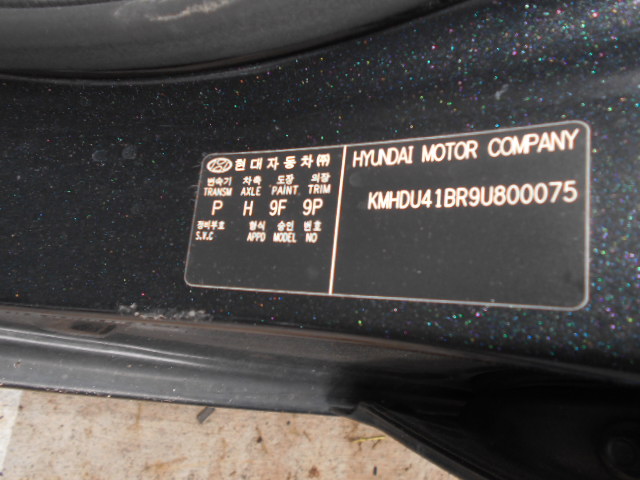 현대자동차㈜
변속기 차축 도장 의장
TRANSM AXLE PAINT TRIM
P H 9F 9P
정비부호 형식 승인 번호
S.V.C APPD MODEL NO
HYUNDAI MOTOR COMPANY
KMHDU41BR9U800075